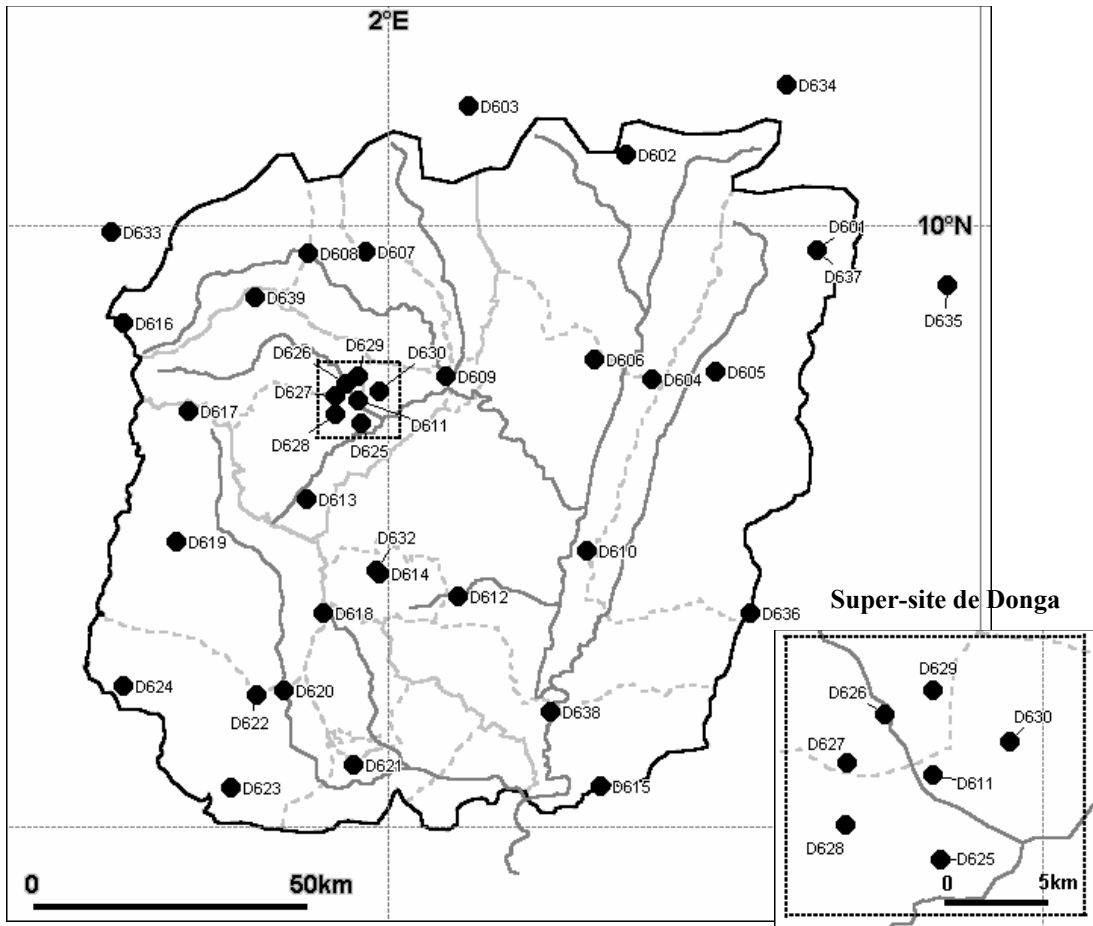 2°E
D634
D603
D602
10°N
D633
D601
D608
D607
D637
D639
D635
D616
D629
D626
D630
D606
D609
D604
D605
D627
D617
D611
D628
D625
D613
D632
D619
D610
D614
D612
Super-site de Donga
D618
D636
D624
D620
D622
D638
D621
D623
D615
0
50km
D629
D626
D630
D627
D611
D628
D625
0
5km